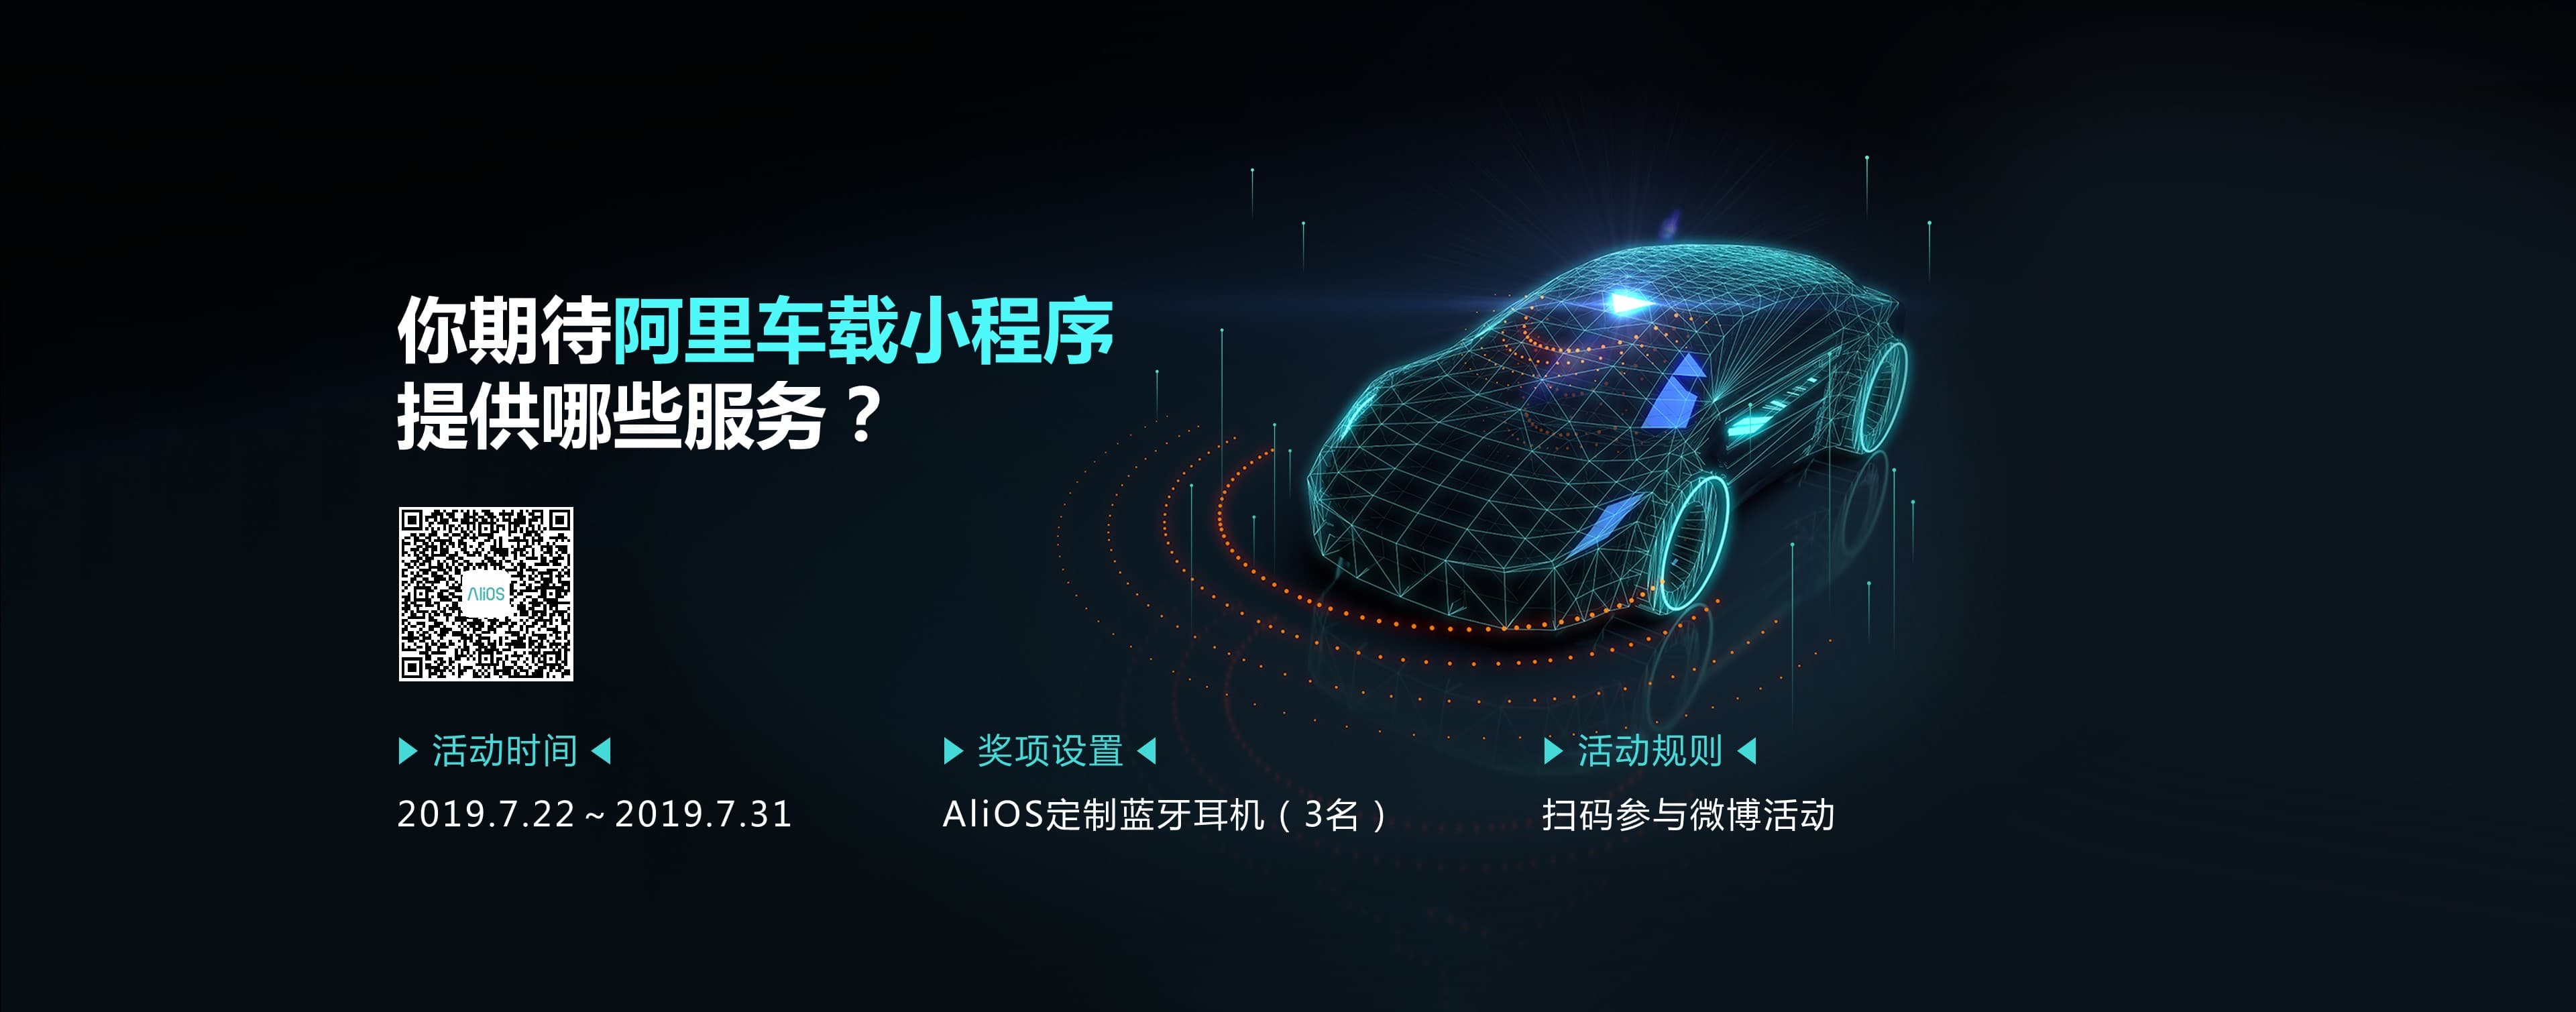 你期待阿里车载小程序
提供哪些服务？
AliOS
活动时间
2019.7.22～2019.7.31
奖项设置
AliOS定制蓝牙耳机（3名）
活动规则
扫码参与微博活动